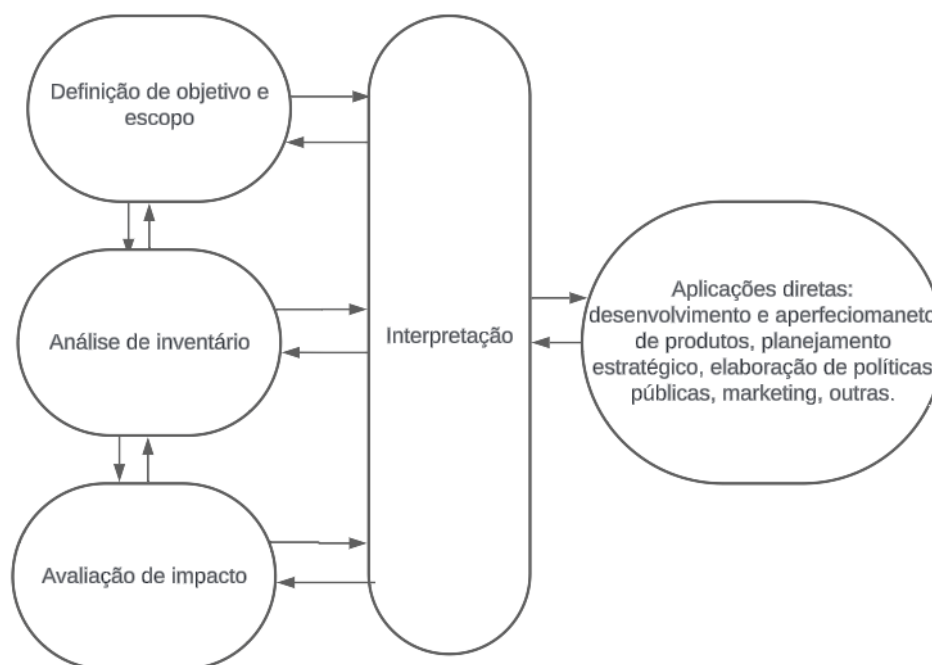 Definição de objetivo e
escopo
Análise de inventário
Avaliação de impacto
Interpretação
Aplicações diretas:
desenvolvimento e aperfeciomaneto
de produtos, planejamento
estratégico, elaboração de políticas
públicas, marketing, outras.